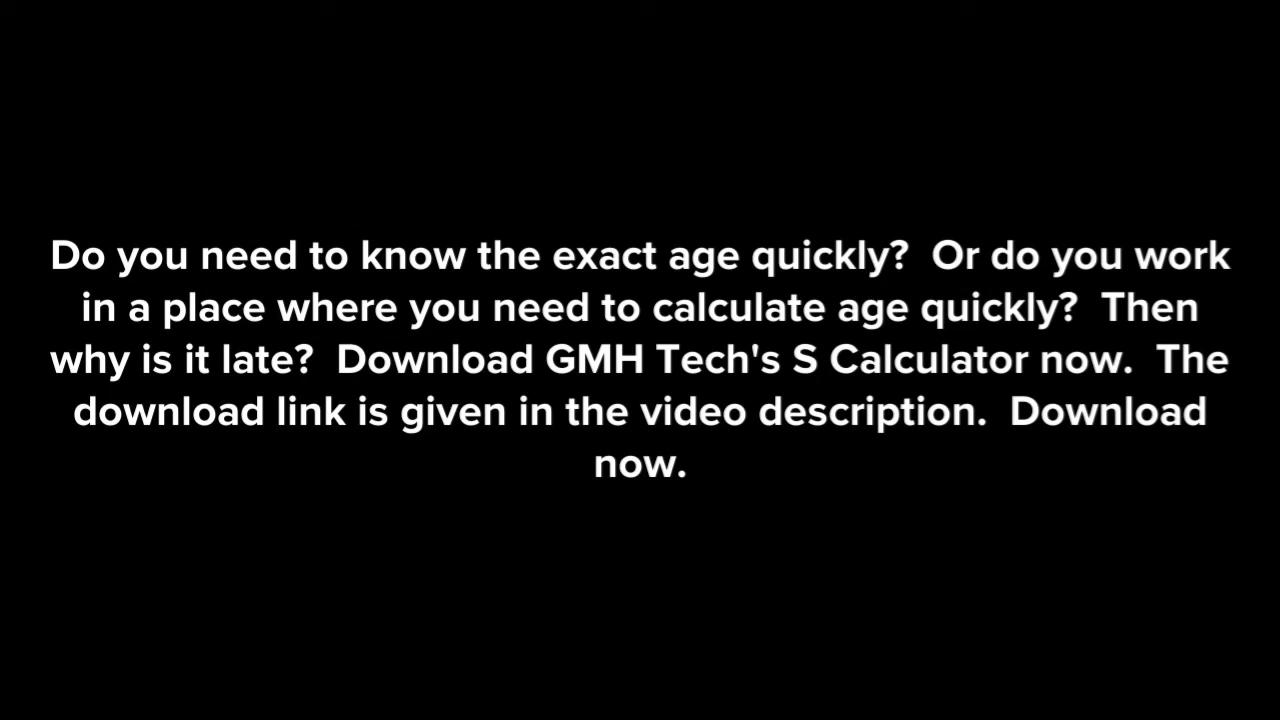 Do you need to know the exact age quickly?  Or do you work
in a place where you need to calculate age quickly?  Then
why is it late?  Download GMH Tech's S Calculator now.  The
download link is given in the video description.  Download
now.